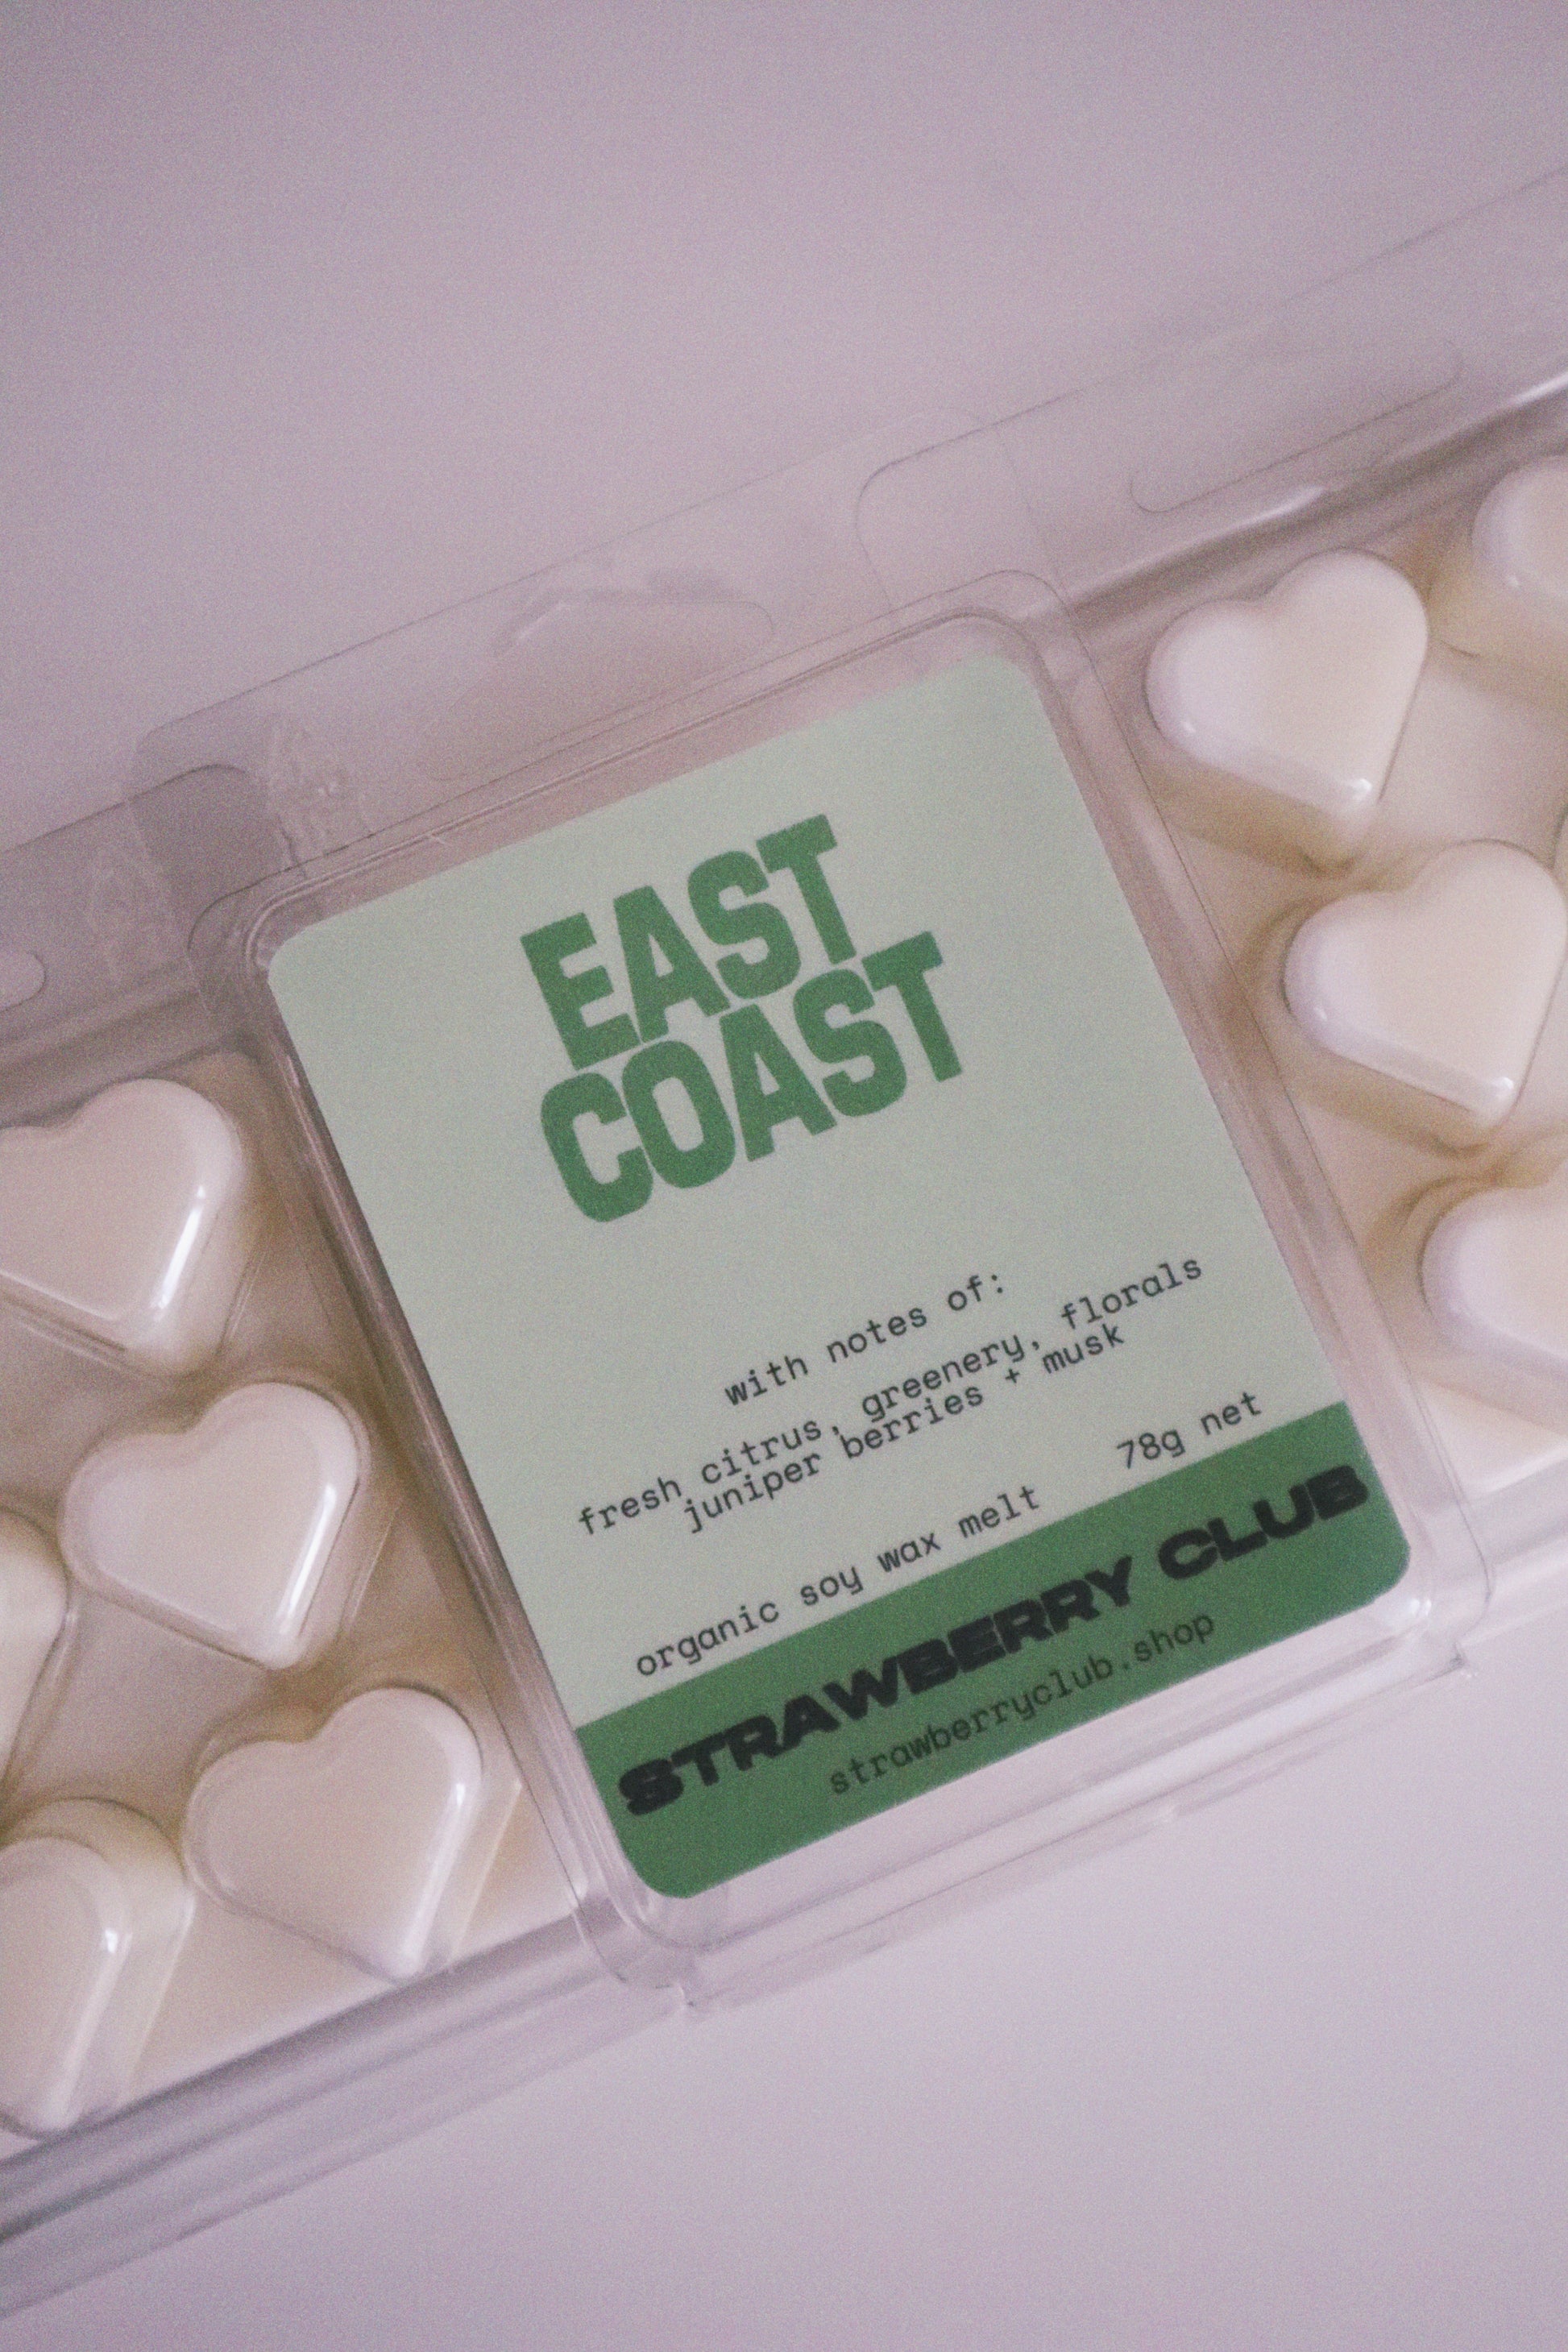 EAST
COAST
with notes of:
fresh citrus, greenery, florals
juniper berries + musk
organic soy wax melt 78g net
STRAWBERRY CLUB
strawberryclub.shop